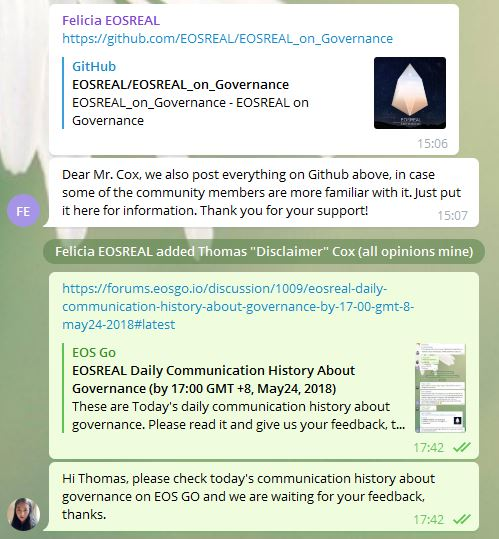 Felicia EOSREAL
https://github.com/EOSREAL/EOSREAL_on_Governance
GitHub
EOSREAL/EOSREAL_on_Governance
EOSREAL_on_Governance - EOSREAL on
Governance
EOSREAL
15:06
Dear Mr. Cox, we also post everything on Github above, in case
some of the community members are more familiar with it. Just put
it here for information. Thank you for your support!
15:07
FE
Felicia EOSREAL added Thomas "Disclaimer" Cox (all opinions mine)
https://forums.eosgo.io/discussion/1009/eosreal-daily-
communication-history-about-governance-by-17-00-gmt-8-
may24-2018#latest
EOS Go
EOSREAL Daily Communication History About
Governance (by 17:00 GMT +8, May24, 2018)
These are Today's daily communication history about
governance. Please read it and give us your feedback, t...
17:42
Hi Thomas, please check today's communication history about
governance on EOS GO and we are waiting for your feedback,
thanks.
17:42